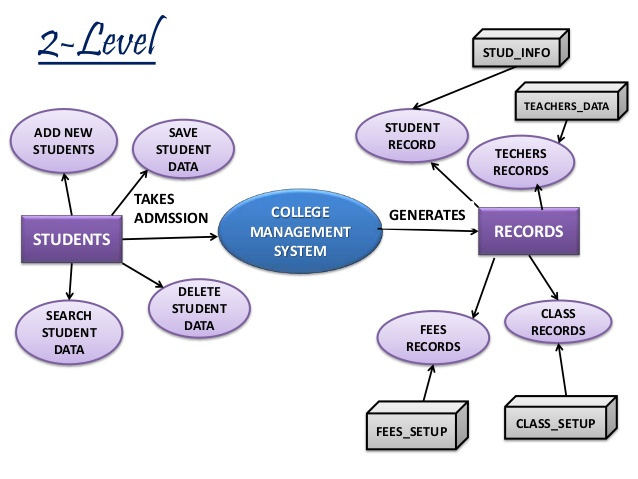 2-Level
STUD_INFO
TEACHERS_DATA
ADD NEW
STUDENTS
SAVE
STUDENT
DATA
STUDENT
RECORD
TECHERS
RECORDS
TAKES
ADMSSION
STUDENTS
COLLEGE
MANAGEMENT
SYSTEM
GENERATES
RECORDS
SEARCH
STUDENT
DATA
DELETE
STUDENT
DATA
FEES
RECORDS
CLASS
RECORDS
FEES_SETUP
CLASS_SETUP